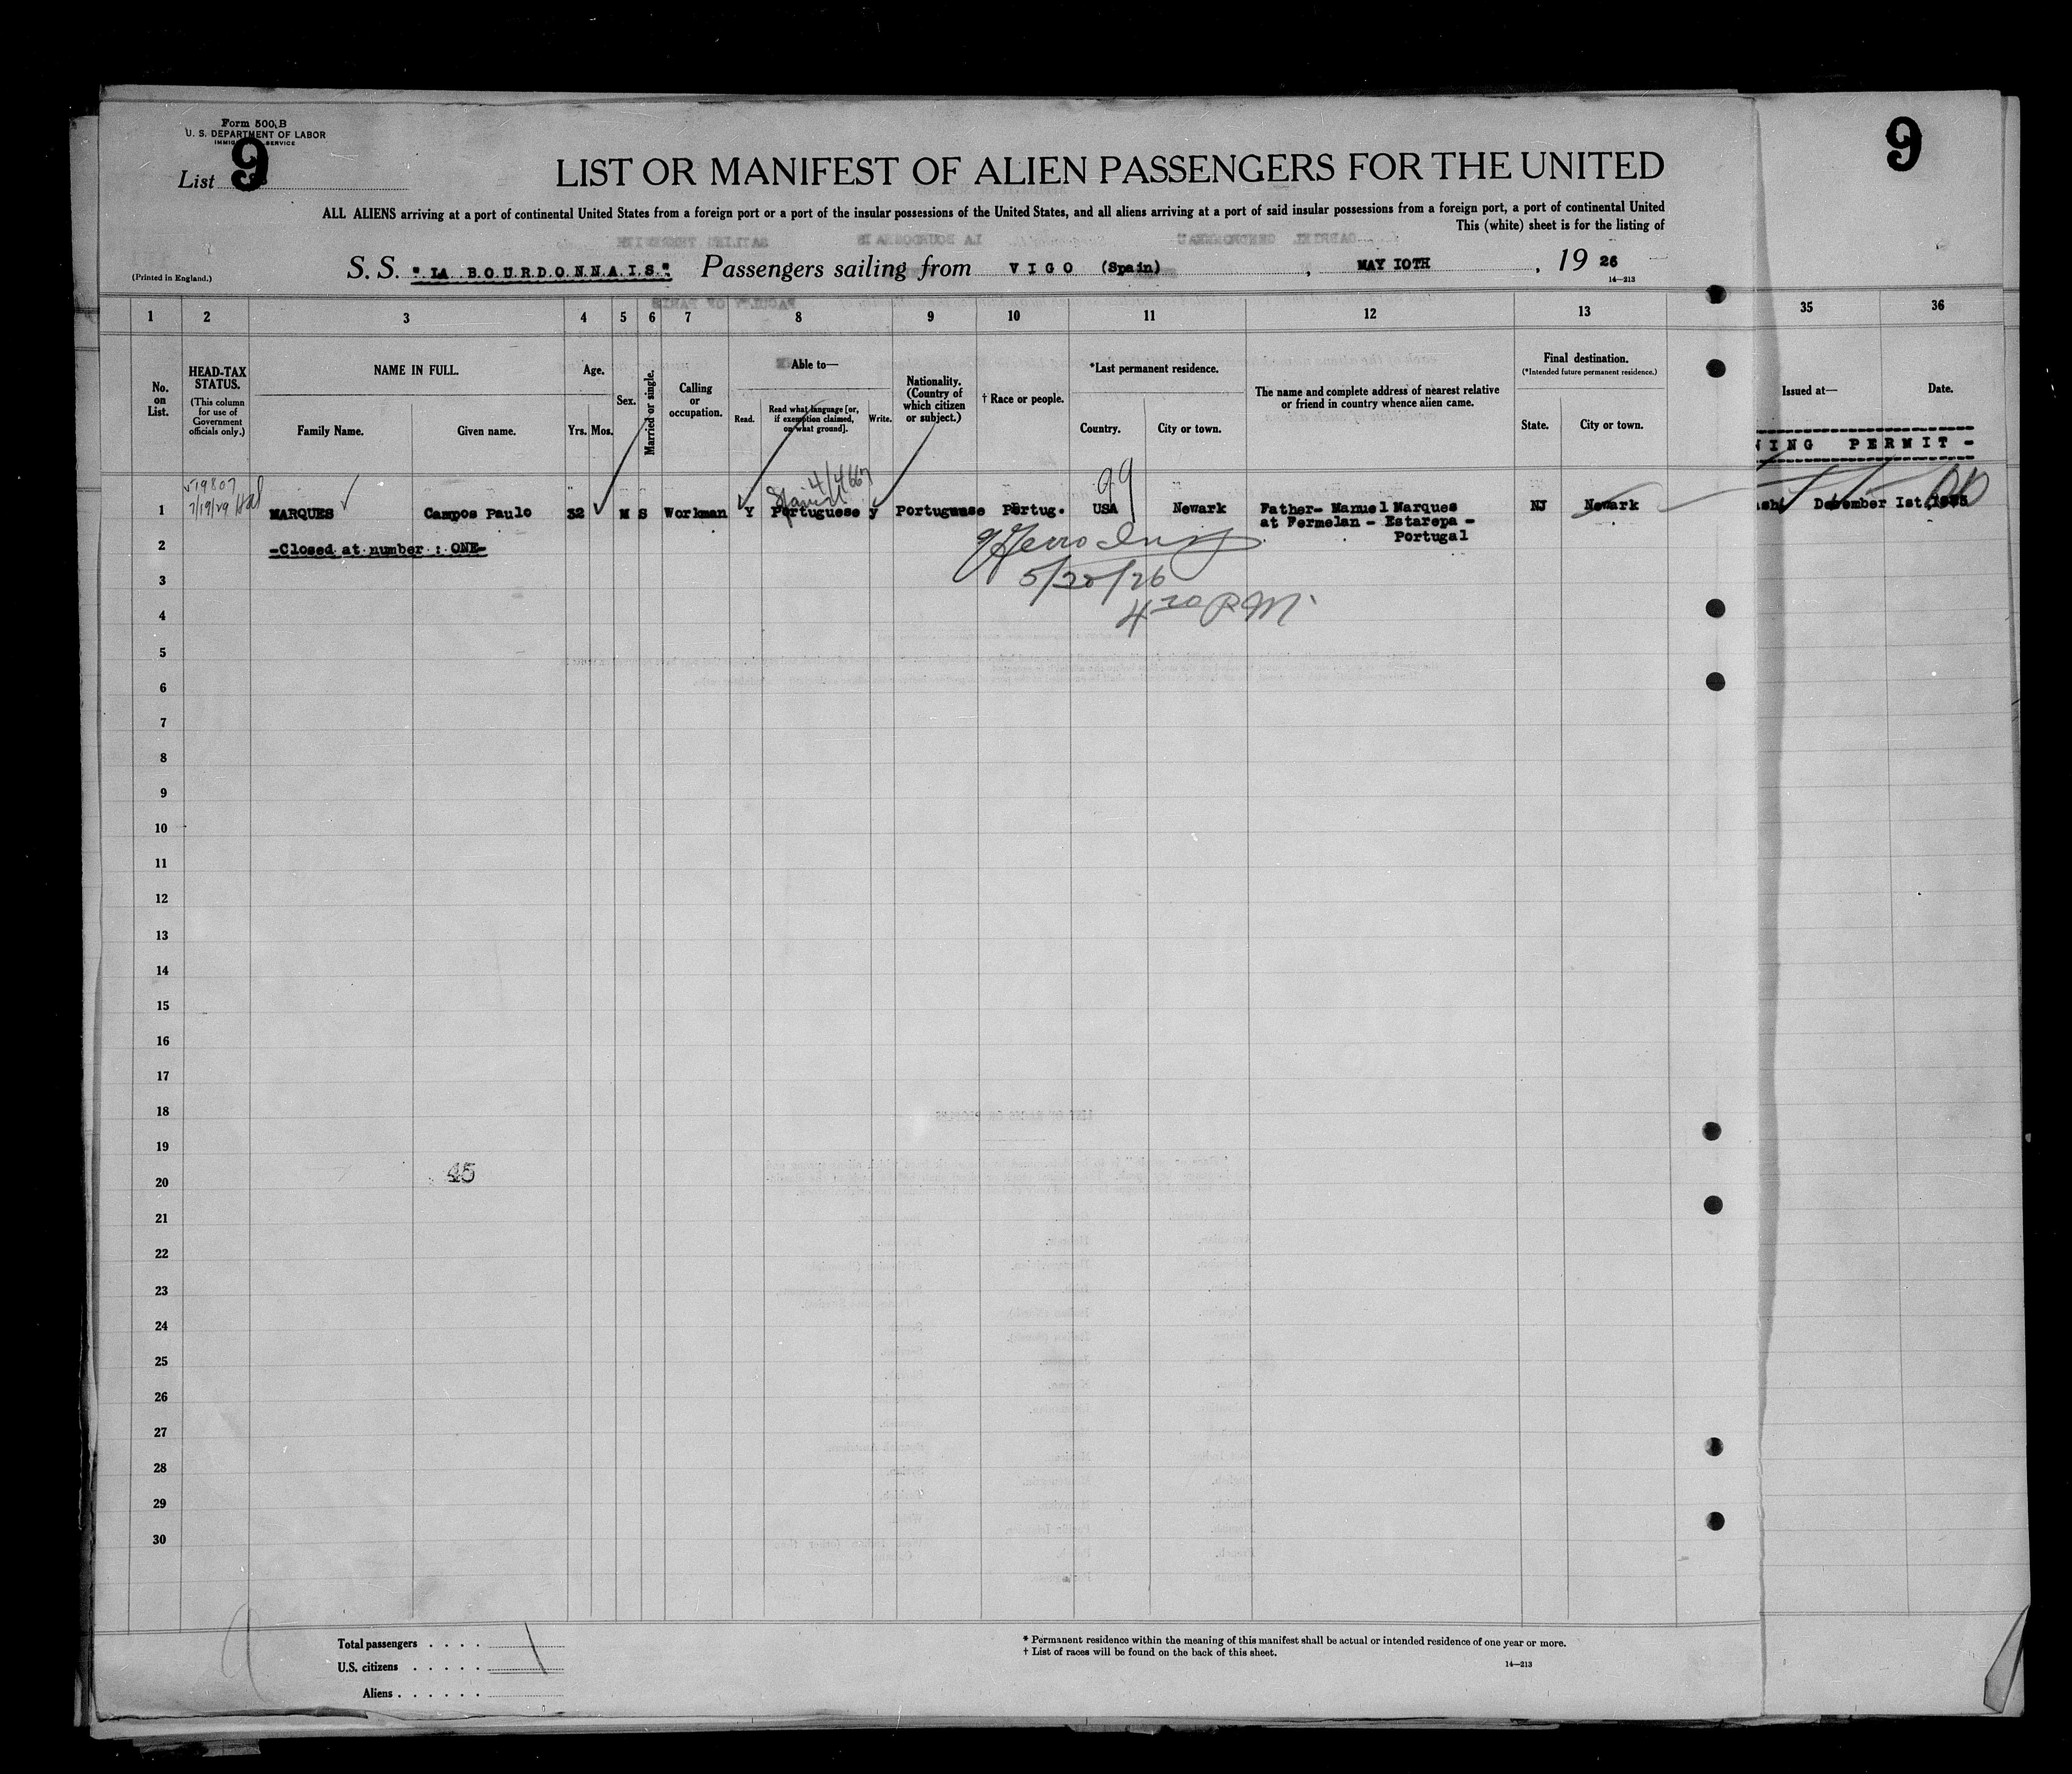 Form 500 B
U. S. DEPARTMENT OF LABOR
IMMIGRATION SERVICE
List 9
9
LIST OR MANIFEST OF ALIEN PASSENGERS FOR THE UNITED
ALL ALIENS arriving at a port of continental United States from a foreign port or a port of the insular possessions of the United States, and all aliens arriving at a port of said insular possessions from a foreign port, a port of continental United
This (white) sheet is for the listing of
(Printed in England.)
S. S. " LA B.O.U.R.D.O.N.N.A.I.S." Passengers sailing from V I G O (Spain) , MAY IOTH , 19 26
14—213
1 2 3 4 5 6 7 8 9 10 11 12 13 35 36
No. on List.
HEAD-TAX STATUS.
(This column for use of Government officials only.)
NAME IN FULL.
Family Name. Given name.
Age.
Yrs. Mos.
Sex.
Married or single.
Calling or occupation.
Able to—
Read. Read what language [or, if exemption claimed, on what ground]. Write.
Nationality. (Country of which citizen or subject.)
† Race or people.
*Last permanent residence.
Country. City or town.
The name and complete address of nearest relative or friend in country whence alien came.
Final destination.
(*Intended future permanent residence.)
State. City or town.
Issued at— Date.
NING PERMIT -
7/19/29
Spanish
99
1 MARQUES Campos Paulo 32 M S Workman Y Portuguese y Portuguese Portug. USA Newark Father- Manuel Marques NJ Newark ash December Ist,1925
at Fermelan - Estarepa -
Portugal
2 -Closed at number : ONE-
5/20/26
4 20 P.M.
3
4
5
6
7
8
9
10
11
12
13
14
15
16
17
18
19
20
45
21
22
23
24
25
26
27
28
29
30
Total passengers . . . .
U.S. citizens . . . . .
Aliens . . . . . .
* Permanent residence within the meaning of this manifest shall be actual or intended residence of one year or more.
† List of races will be found on the back of this sheet.
14—213